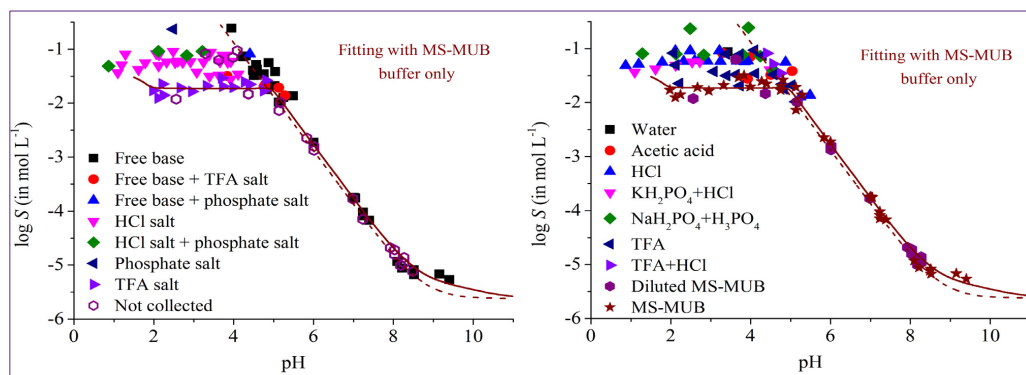 -1
-2
-3
-4
-5
-6
log S (in mol L⁻¹)
0
2
4
6
8
10
pH
Fitting with MS-MUB
buffer only
Free base
Free base + TFA salt
Free base + phosphate salt
HCl salt
HCl salt + phosphate salt
Phosphate salt
TFA salt
Not collected
-1
-2
-3
-4
-5
-6
log S (in mol L⁻¹)
0
2
4
6
8
10
pH
Fitting with MS-MUB
buffer only
Water
Acetic acid
HCl
KH₂PO₄+HCl
NaH₂PO₄+H₃PO₄
TFA
TFA+HCl
Diluted MS-MUB
MS-MUB